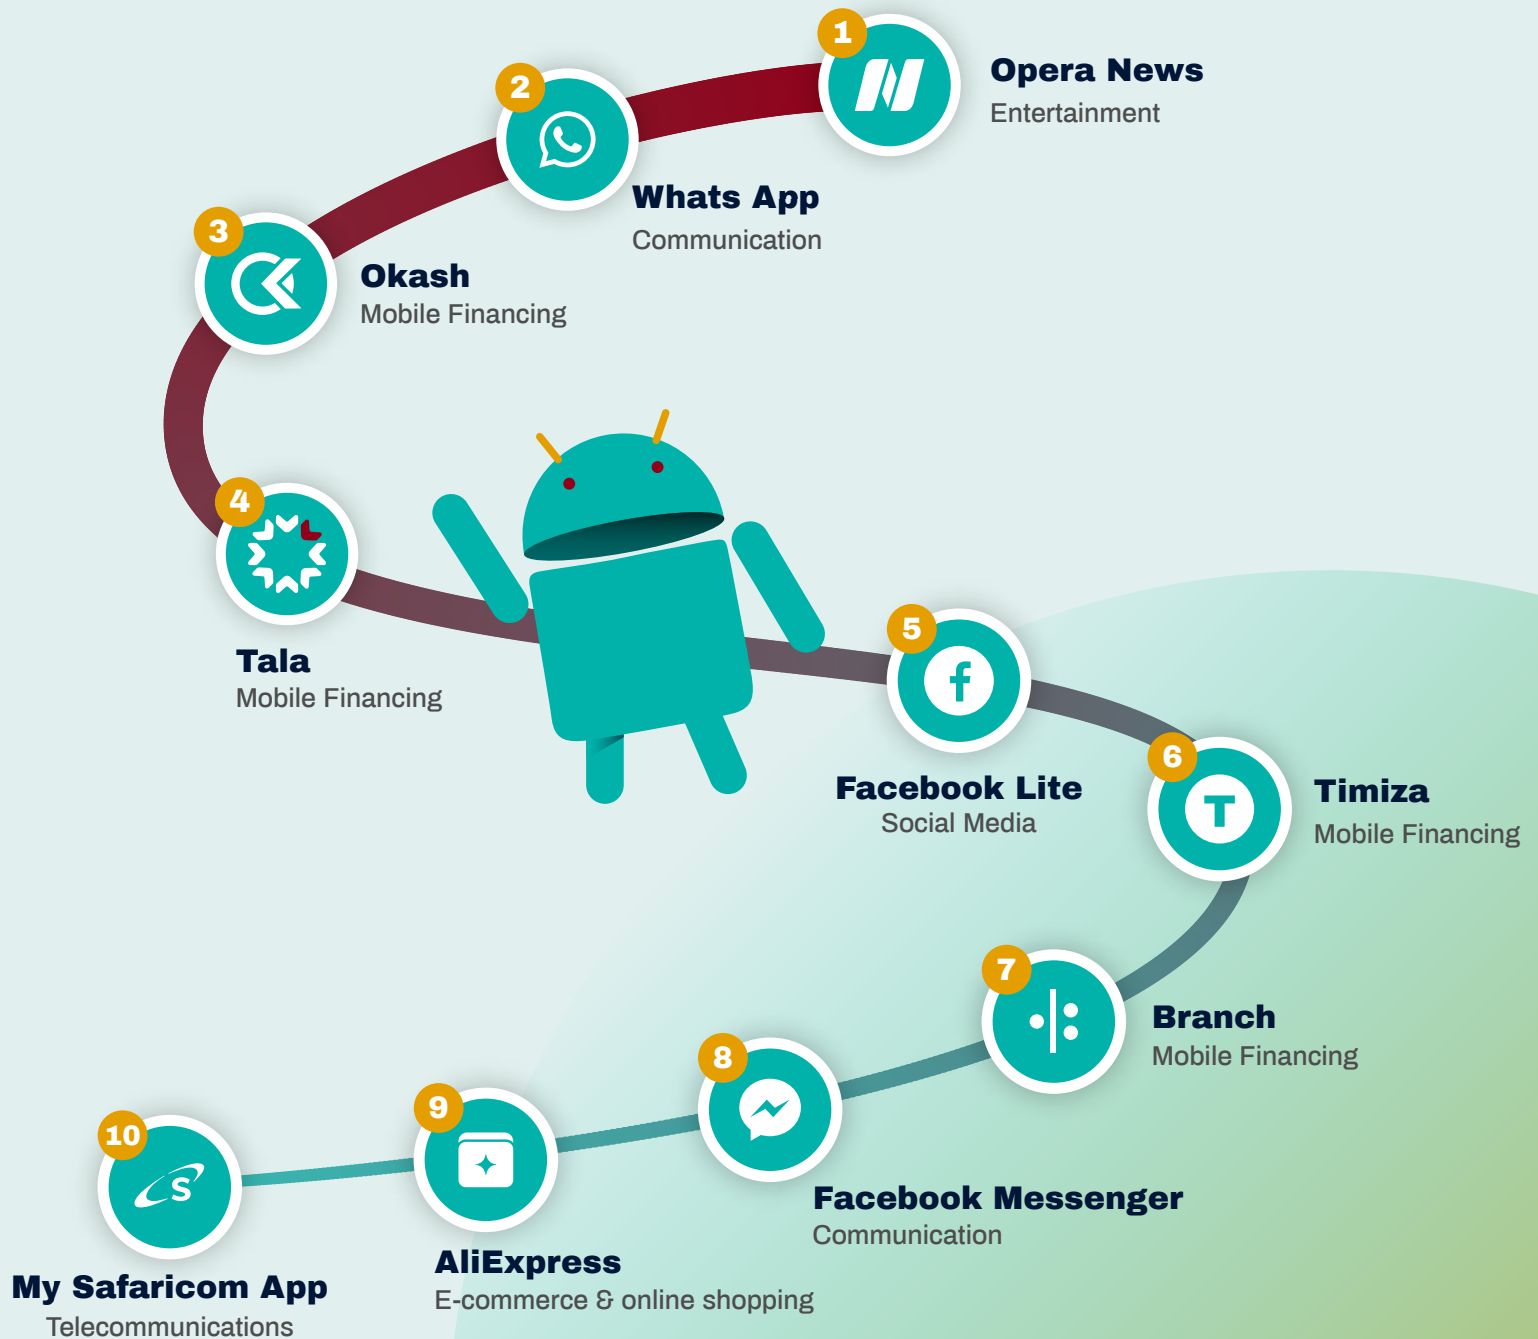 1
Opera News
Entertainment
2
Whats App
Communication
3
Okash
Mobile Financing
4
Tala
Mobile Financing
5
Facebook Lite
Social Media
6
Timiza
Mobile Financing
7
Branch
Mobile Financing
8
Facebook Messenger
Communication
9
AliExpress
E-commerce & online shopping
10
My Safaricom App
Telecommunications